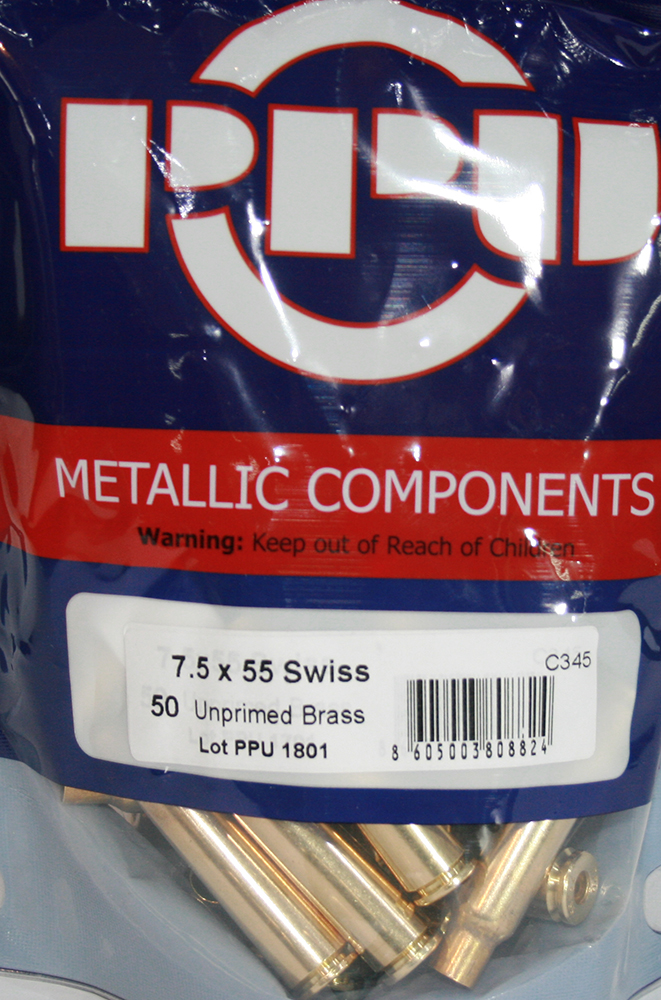 PPU
METALLIC COMPONENTS
Warning: Keep out of Reach of Children
7.5 x 55 Swiss
C345
50 Unprimed Brass
Lot PPU 1801
8 605003 808824